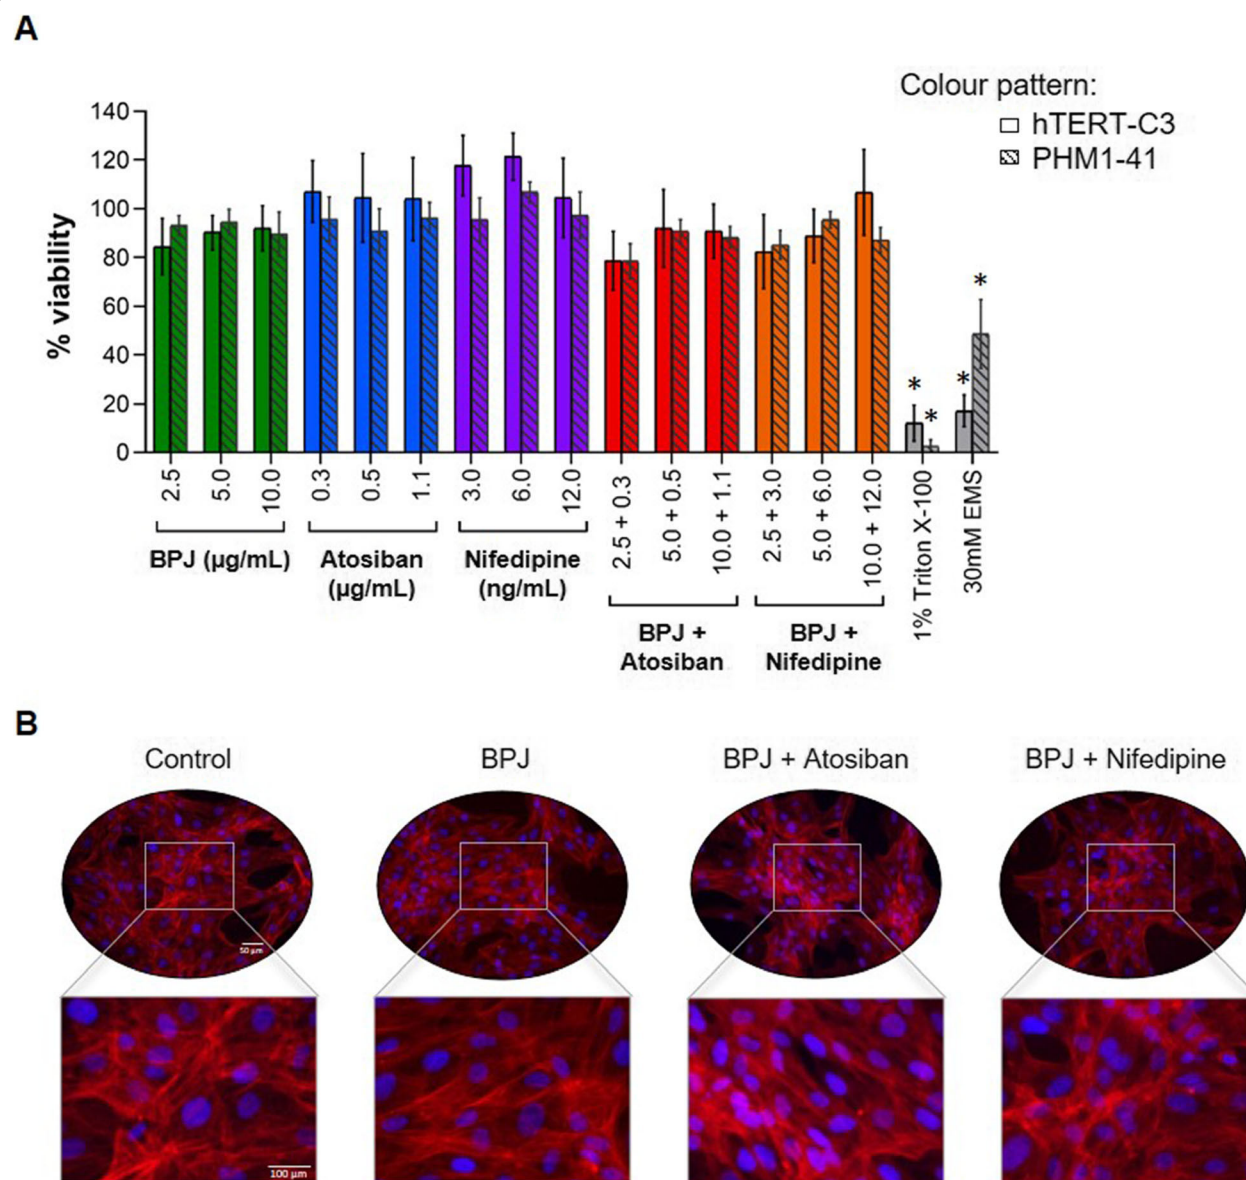 A
Colour pattern:
hTERT-C3
PHM1-41
% viability
140
120
100
80
60
40
20
0
2.5
5.0
10.0
0.3
0.5
1.1
3.0
6.0
12.0
2.5 + 0.3
5.0 + 0.5
10.0 + 1.1
2.5 + 3.0
5.0 + 6.0
10.0 + 12.0
1% Triton X-100
30mM EMS
* * * *
BPJ (µg/mL)
Atosiban
(µg/mL)
Nifedipine
(ng/mL)
BPJ +
Atosiban
BPJ +
Nifedipine
B
Control
BPJ
BPJ + Atosiban
BPJ + Nifedipine
50 µm
100 µm